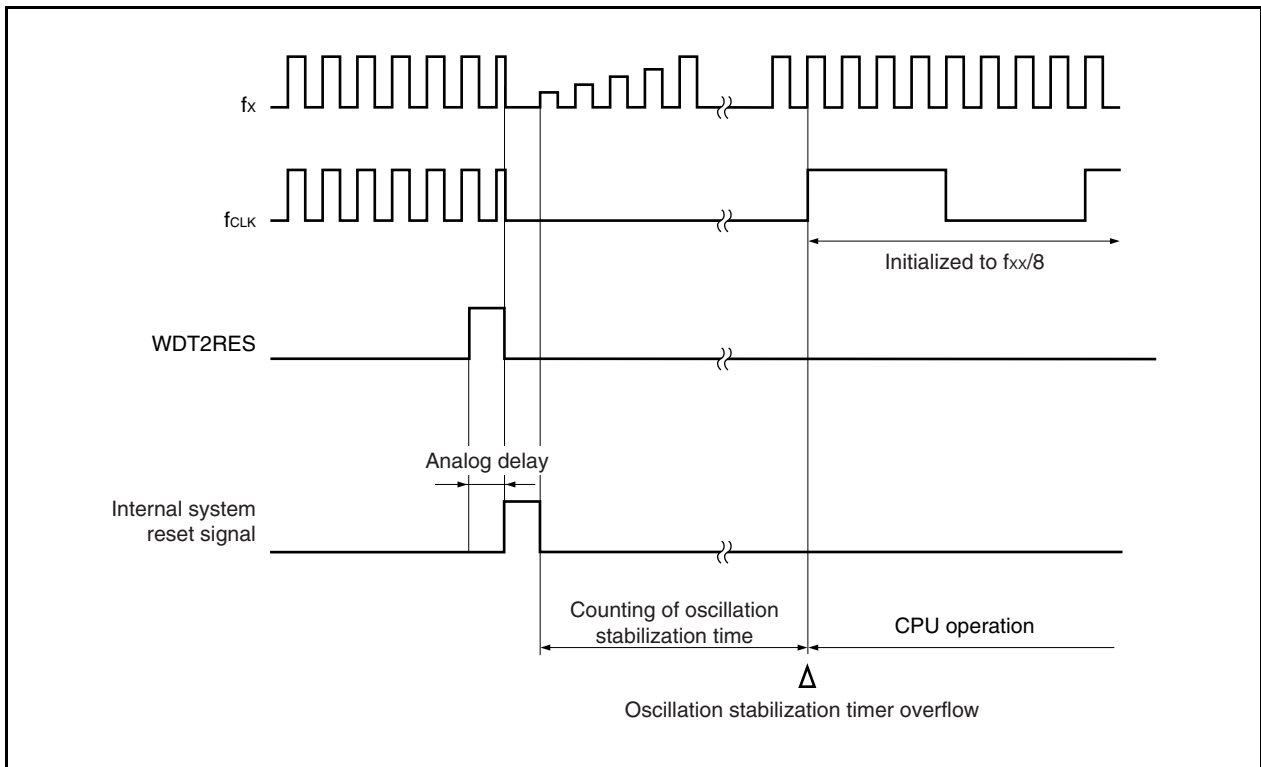 fX
fCLK
Initialized to fXX/8
WDT2RES
Analog delay
Internal system
reset signal
Counting of oscillation
stabilization time
CPU operation
Oscillation stabilization timer overflow